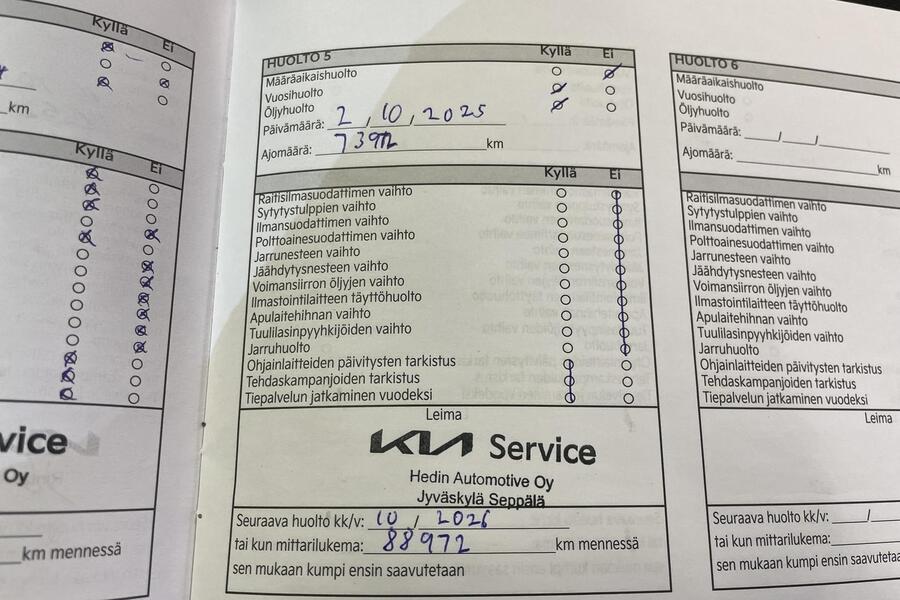 Kyllä Ei
km
Kyllä Ei
vice
Oy
km mennessä
HUOLTO 5 Kyllä Ei
Määräaikaishuolto
Vuosihuolto
Öljyhuolto
Päivämäärä: 2, 10, 2025
Ajomäärä: km
Kyllä Ei
Raitisilmasuodattimen vaihto
Sytytystulppien vaihto
Ilmansuodattimen vaihto
Polttoainesuodattimen vaihto
Jarrunesteen vaihto
Jäähdytysnesteen vaihto
Voimansiirron öljyjen vaihto
Ilmastointilaitteen täyttöhuolto
Apulaitehihnan vaihto
Tuulilasinpyyhkijöiden vaihto
Jarruhuolto
Ohjainlaitteiden päivitysten tarkistus
Tehdaskampanjoiden tarkistus
Tiepalvelun jatkaminen vuodeksi
Leima
KIA Service
Hedin Automotive Oy
Jyväskylä Seppälä
Seuraava huolto kk/v: 10 / 2026
tai kun mittarilukema: 88972 km mennessä
sen mukaan kumpi ensin saavutetaan
HUOLTO 6
Määräaikaishuolto
Vuosihuolto
Öljyhuolto
Päivämäärä: / /
Ajomäärä: km
Raitisilmasuodattimen vaihto
Sytytystulppien vaihto
Ilmansuodattimen vaihto
Polttoainesuodattimen vaihto
Jarrunesteen vaihto
Jäähdytysnesteen vaihto
Voimansiirron öljyjen vaihto
Ilmastointilaitteen täyttöhuolto
Apulaitehihnan vaihto
Tuulilasinpyyhkijöiden vaihto
Jarruhuolto
Ohjainlaitteiden päivitysten tarkistus
Tehdaskampanjoiden tarkistus
Tiepalvelun jatkaminen vuodeksi
Leima
Seuraava huolto kk/v: /
tai kun mittarilukema:
sen mukaan kumpi ensin saavutetaan